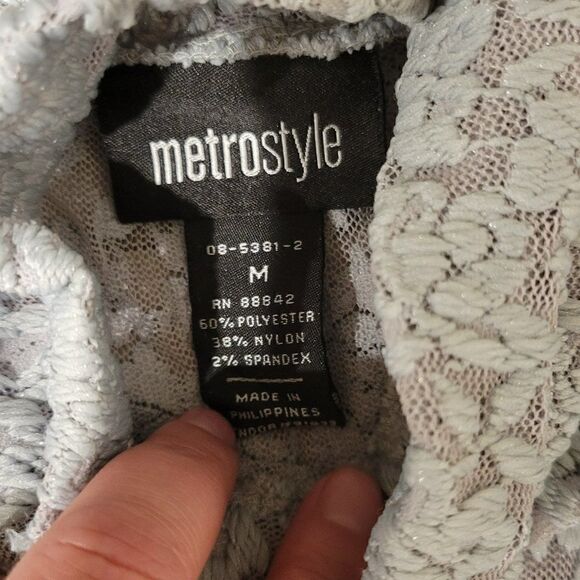 metrostyle
08-5381-2
M
RN 88842
60% POLYESTER
38% NYLON
2% SPANDEX
MADE IN
PHILIPPINES